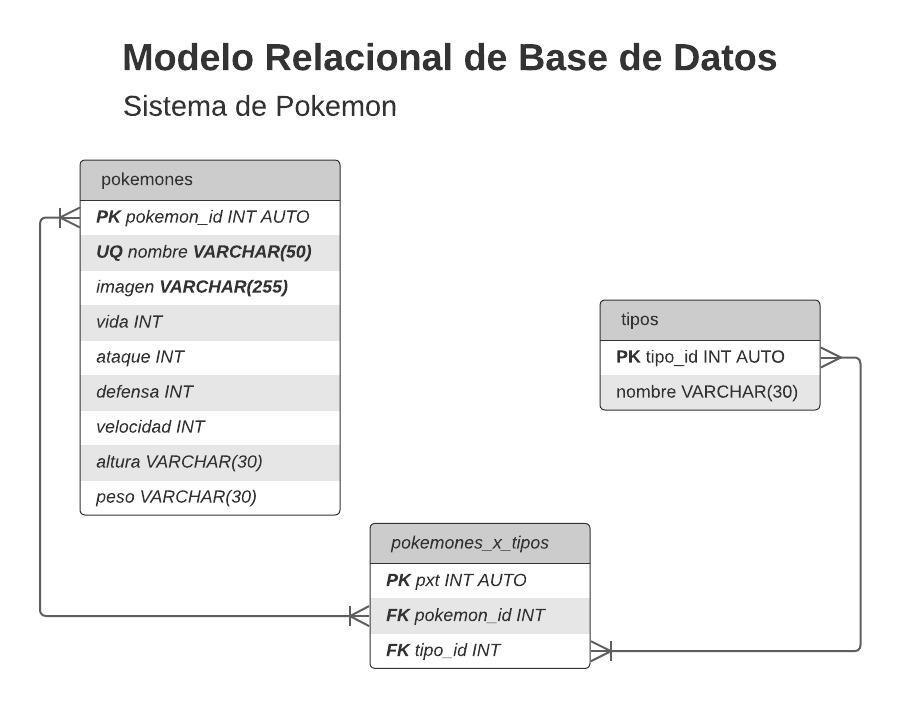 Modelo Relacional de Base de Datos
Sistema de Pokemon
pokemones
PK pokemon_id INT AUTO
UQ nombre VARCHAR(50)
imagen VARCHAR(255)
vida INT
ataque INT
defensa INT
velocidad INT
altura VARCHAR(30)
peso VARCHAR(30)
tipos
PK tipo_id INT AUTO
nombre VARCHAR(30)
pokemones_x_tipos
PK pxt INT AUTO
FK pokemon_id INT
FK tipo_id INT